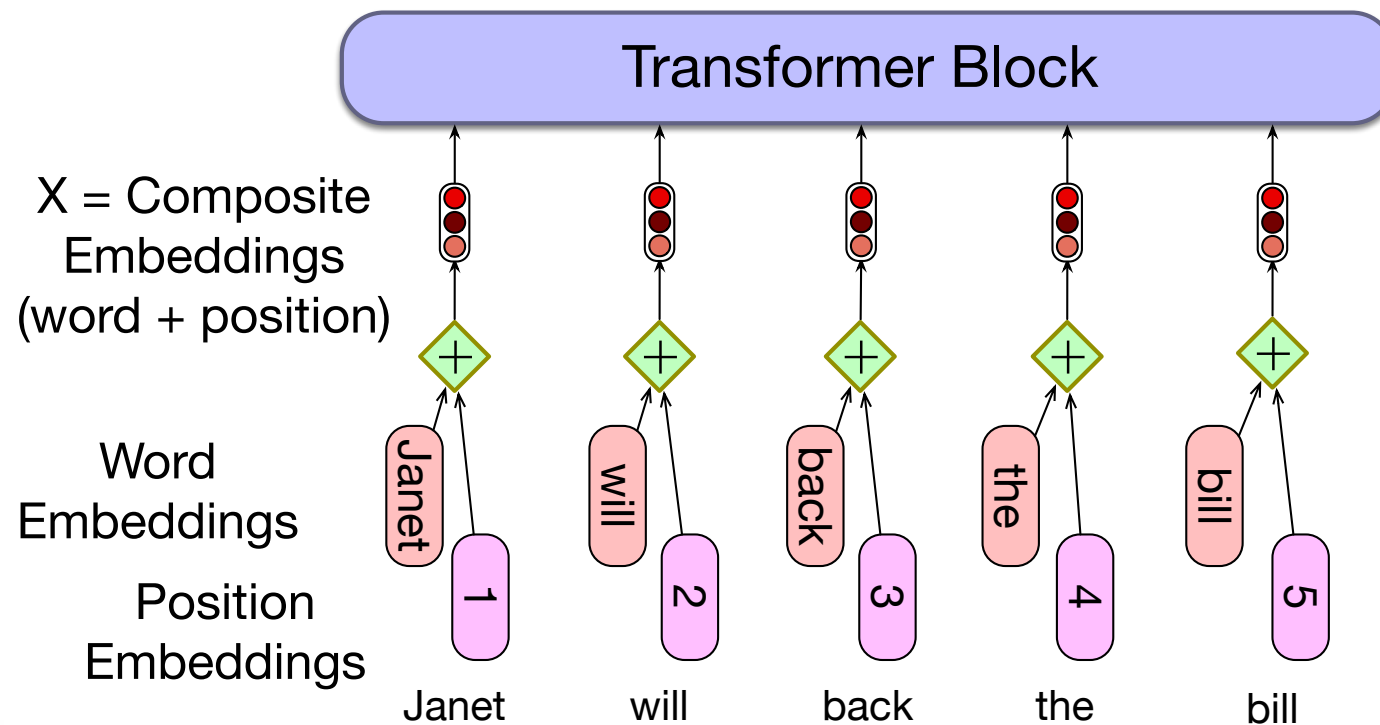 Transformer Block
X = Composite
Embeddings
(word + position)
+ + + + +
Word
Embeddings
Janet will back the bill
Position
Embeddings
1 2 3 4 5
Janet will back the bill